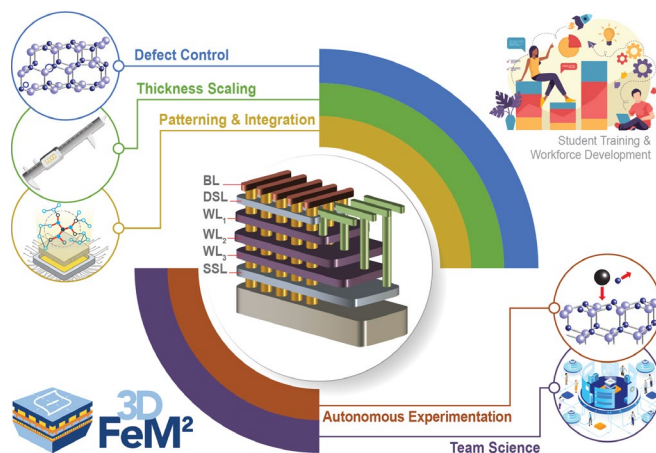 Defect Control
Thickness Scaling
Patterning & Integration
Student Training &
Workforce Development
BL
DSL
WL₁
WL₂
WL₃
SSL
Autonomous Experimentation
Team Science
3D
FeM²